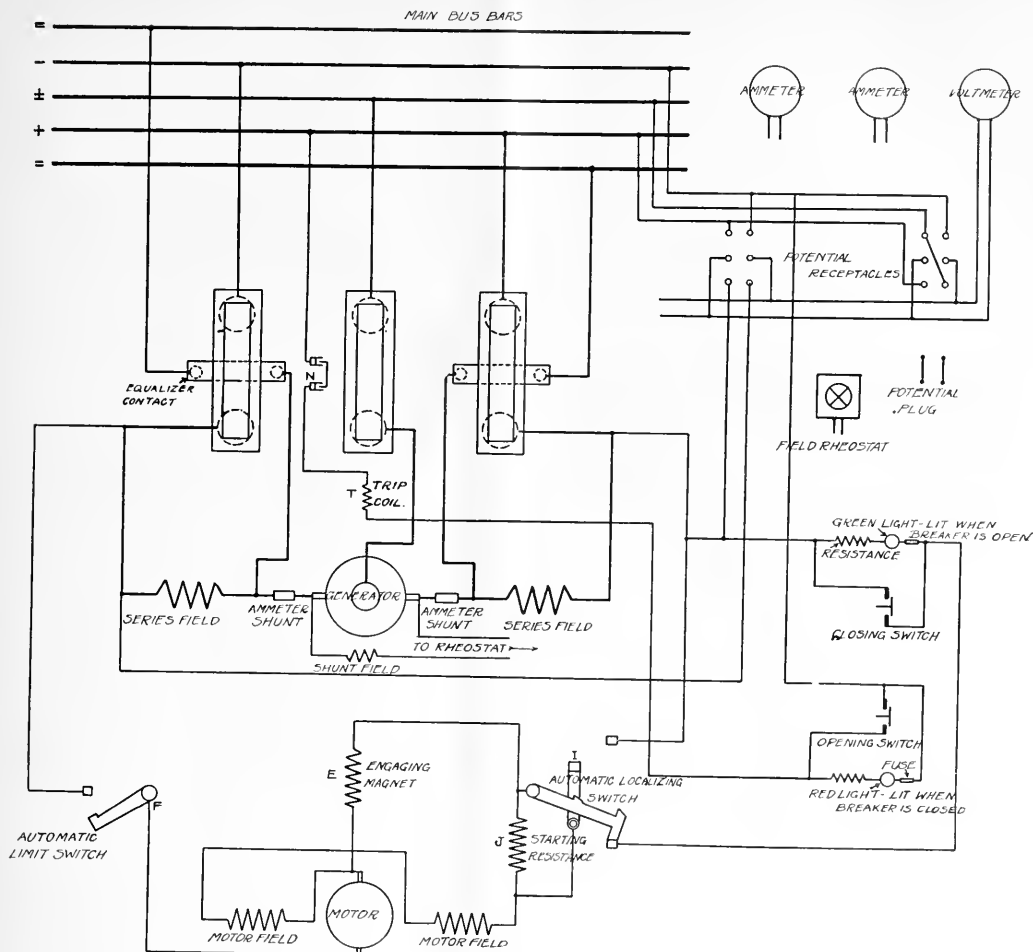 MAIN BUS BARS
=
-
±
+
=
AMMETER
AMMETER
VOLTMETER
POTENTIAL
RECEPTACLES
EQUALIZER
CONTACT
N
POTENTIAL
PLUG
FIELD RHEOSTAT
T
TRIP
COIL.
GREEN LIGHT-LIT WHEN
BREAKER IS OPEN
RESISTANCE
CLOSING SWITCH
SERIES FIELD
AMMETER
SHUNT
GENERATOR
AMMETER
SHUNT
SERIES FIELD
TO RHEOSTAT
SHUNT FIELD
OPENING SWITCH
FUSE
RED LIGHT-LIT WHEN
BREAKER IS CLOSED
E
ENGAGING
MAGNET
I
AUTOMATIC LOCALIZING
SWITCH
F
AUTOMATIC
LIMIT SWITCH
J
STARTING
RESISTANCE
MOTOR
MOTOR FIELD
MOTOR FIELD